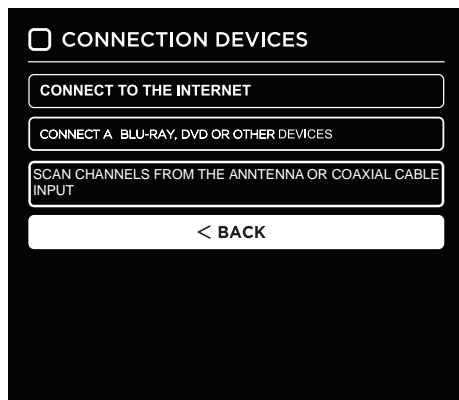 CONNECTION DEVICES
CONNECT TO THE INTERNET
CONNECT A BLU-RAY, DVD OR OTHER DEVICES
SCAN CHANNELS FROM THE ANNTENNA OR COAXIAL CABLE
INPUT
< BACK